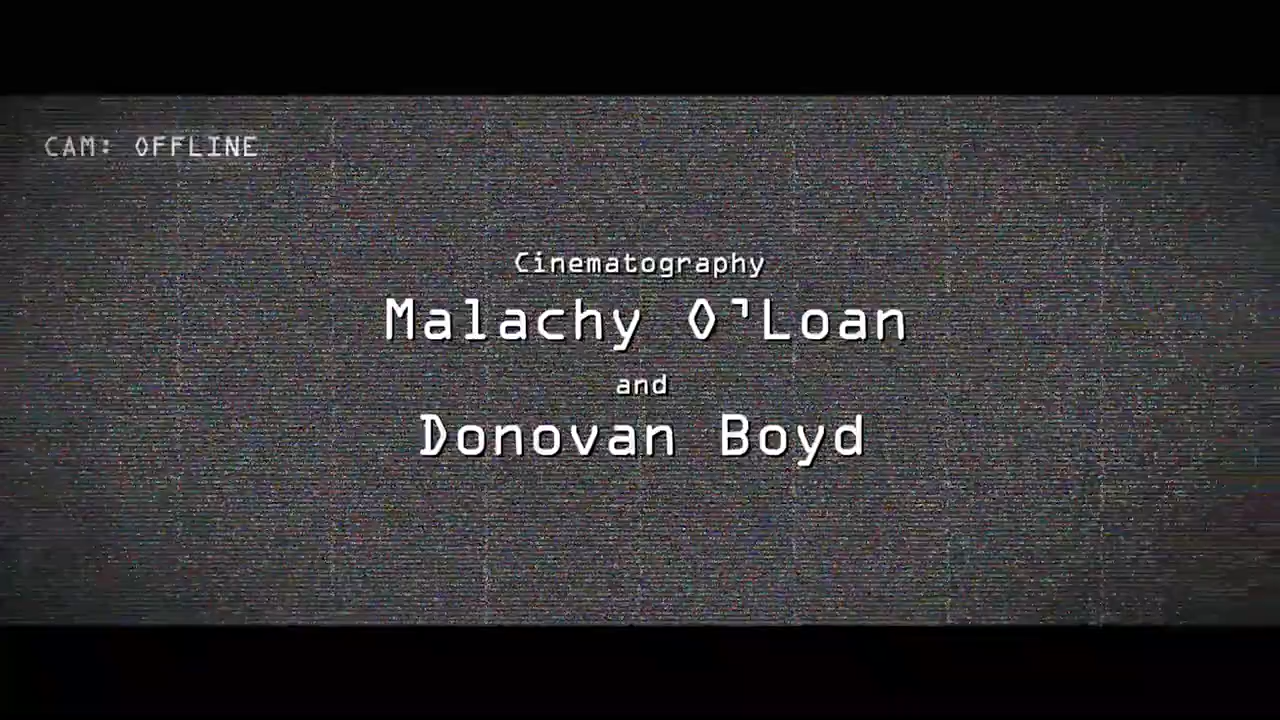 CAM: OFFLINE
Cinematography
Malachy O'Loan
and
Donovan Boyd